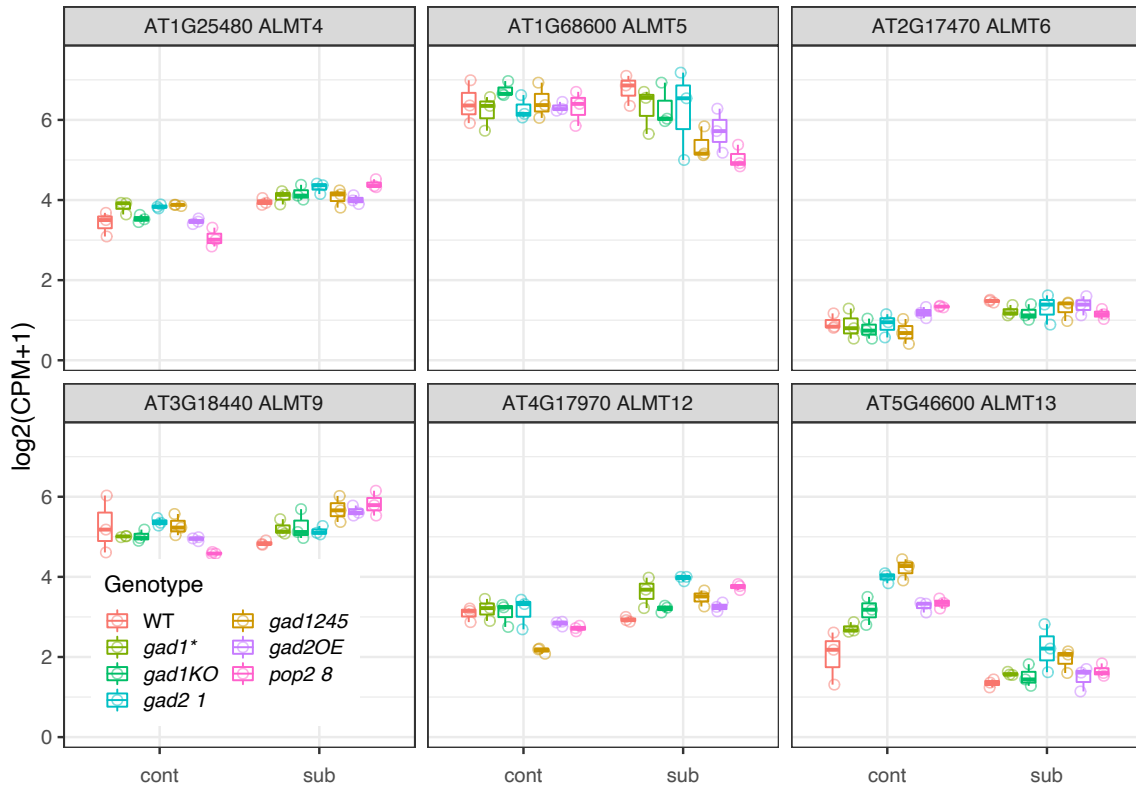 AT1G25480 ALMT4
AT1G68600 ALMT5
AT2G17470 ALMT6
6
4
2
0
log2(CPM+1)
AT3G18440 ALMT9
AT4G17970 ALMT12
AT5G46600 ALMT13
6
4
2
0
Genotype
WT
gad1*
gad1KO
gad2 1
gad1245
gad2OE
pop2 8
cont
sub
cont
sub
cont
sub